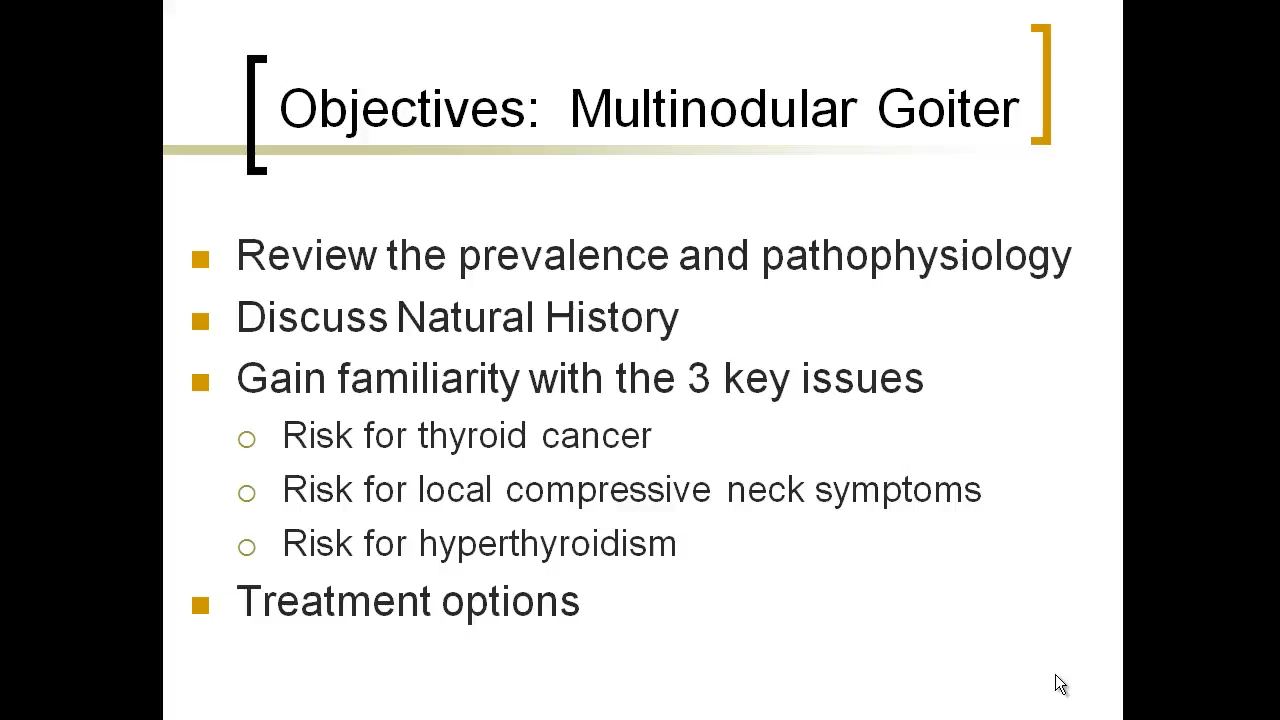 Objectives: Multinodular Goiter
Review the prevalence and pathophysiology
Discuss Natural History
Gain familiarity with the 3 key issues
Risk for thyroid cancer
Risk for local compressive neck symptoms
Risk for hyperthyroidism
Treatment options